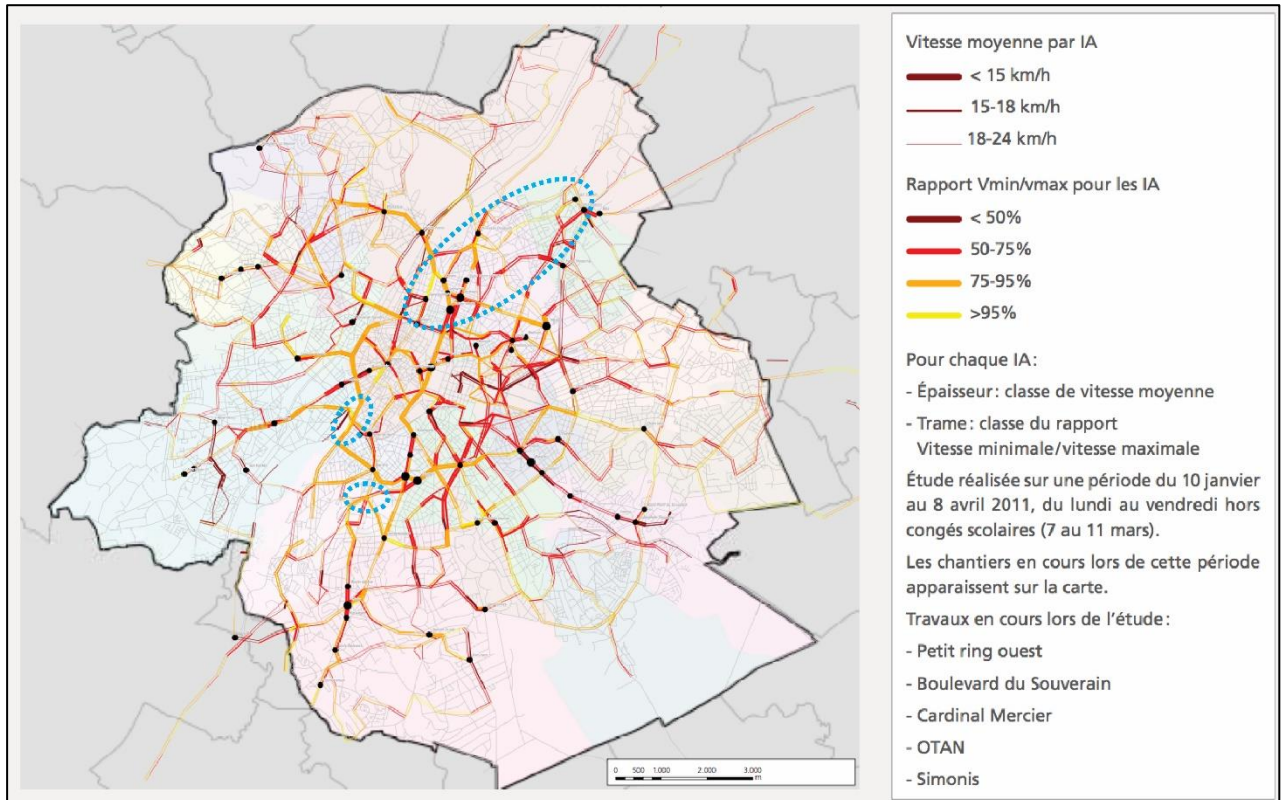 Vitesse moyenne par IA
< 15 km/h
15-18 km/h
18-24 km/h
Rapport Vmin/vmax pour les IA
< 50%
50-75%
75-95%
>95%
Pour chaque IA:
- Épaisseur: classe de vitesse moyenne
- Trame: classe du rapport
Vitesse minimale/vitesse maximale
Étude réalisée sur une période du 10 janvier
au 8 avril 2011, du lundi au vendredi hors
congés scolaires (7 au 11 mars).
Les chantiers en cours lors de cette période
apparaissent sur la carte.
Travaux en cours lors de l'étude:
- Petit ring ouest
- Boulevard du Souverain
- Cardinal Mercier
- OTAN
- Simonis
0 500 1.000 2.000 3.000
m